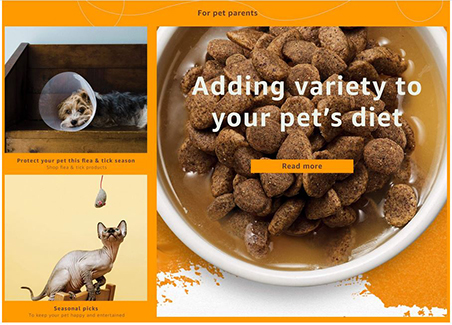 For pet parents
Adding variety to
your pet's diet
Read more
Protect your pet this flea & tick season
Shop flea & tick products
Seasonal picks
To keep your pet happy and entertained